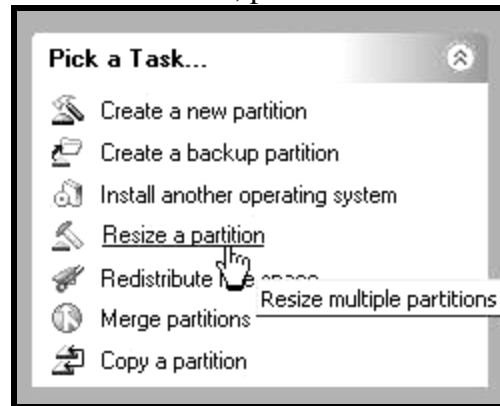 Pick a Task...
Create a new partition
Create a backup partition
Install another operating system
Resize a partition
Redistribute space
Resize multiple partitions
Merge partitions
Copy a partition